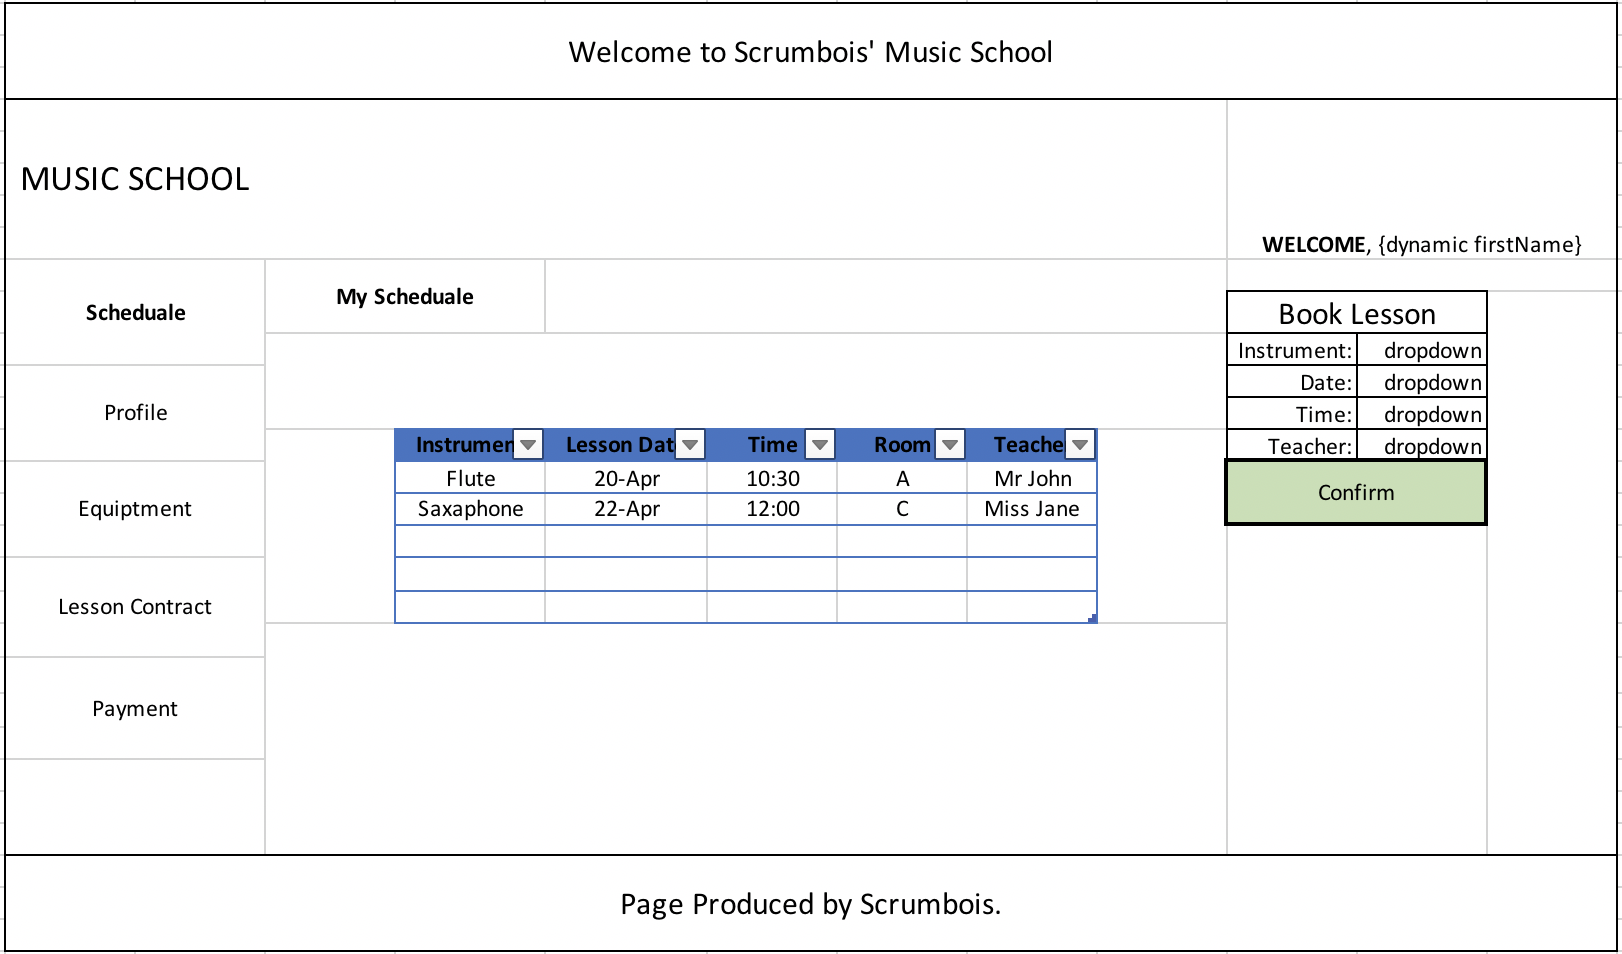 Welcome to Scrumbois' Music School
MUSIC SCHOOL
WELCOME, {dynamic firstName}
Scheduale
Profile
Equiptment
Lesson Contract
Payment
My Scheduale
Instrumen Lesson Dat Time Room Teache
Flute 20-Apr 10:30 A Mr John
Saxaphone 22-Apr 12:00 C Miss Jane
Book Lesson
Instrument: dropdown
Date: dropdown
Time: dropdown
Teacher: dropdown
Confirm
Page Produced by Scrumbois.